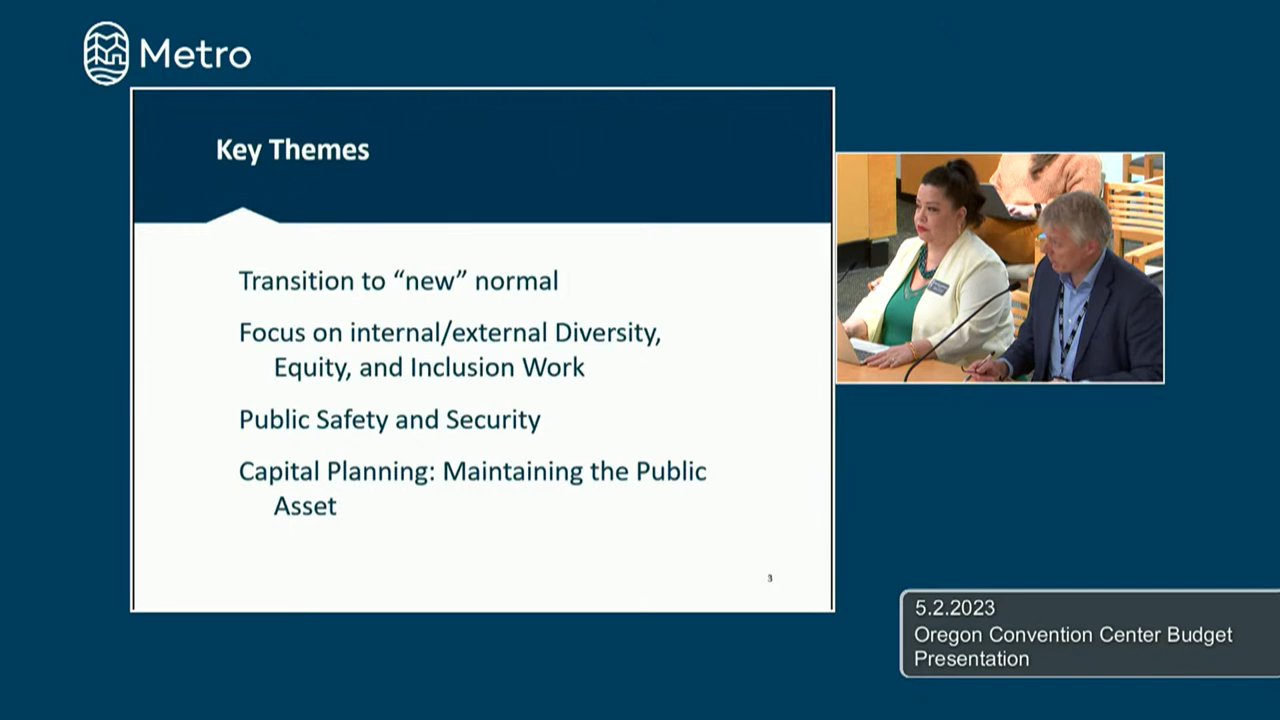 Metro
Key Themes
Transition to “new” normal
Focus on internal/external Diversity,
Equity, and Inclusion Work
Public Safety and Security
Capital Planning: Maintaining the Public
Asset
3
5.2.2023
Oregon Convention Center Budget
Presentation